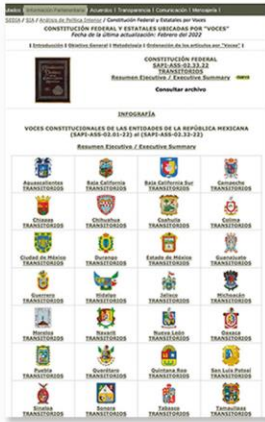 Información Parlamentaria | Acuerdos | Transparencia | Comunicación | Mensajería |
SEDIA / SIA / Análisis de Política Interior / Constitución Federal y Estatales por Voces
CONSTITUCIÓN FEDERAL Y ESTATALES UBICADAS POR "VOCES"
Fecha de la última actualización: Febrero del 2022
I Introducción I Objetivo General I Metodología I Ordenación de los artículos por "Voces" I
CONSTITUCIÓN FEDERAL
SAPI-ASS-02.33.22
TRANSITORIOS
Resumen Ejecutivo / Executive Summary
Consultar archivo
INFOGRAFÍA
VOCES CONSTITUCIONALES DE LAS ENTIDADES DE LA REPÚBLICA MEXICANA
(SAPI-ASS-02.01-22) al (SAPI-ASS-02.32-22)
Resumen Ejecutivo / Executive Summary
Aguascalientes Baja California Baja California Sur Campeche
TRANSITORIOS TRANSITORIOS TRANSITORIOS TRANSITORIOS
Chiapas Chihuahua Coahuila Colima
TRANSITORIOS TRANSITORIOS TRANSITORIOS TRANSITORIOS
Ciudad de México Durango Estado de México Guanajuato
TRANSITORIOS TRANSITORIOS TRANSITORIOS TRANSITORIOS
Guerrero Hidalgo Jalisco Michoacán
TRANSITORIOS TRANSITORIOS TRANSITORIOS TRANSITORIOS
Morelos Nayarit Nuevo León Oaxaca
TRANSITORIOS TRANSITORIOS TRANSITORIOS TRANSITORIOS
Puebla Querétaro Quintana Roo San Luis Potosí
TRANSITORIOS TRANSITORIOS TRANSITORIOS TRANSITORIOS
Sinaloa Sonora Tabasco Tamaulipas
TRANSITORIOS TRANSITORIOS TRANSITORIOS TRANSITORIOS